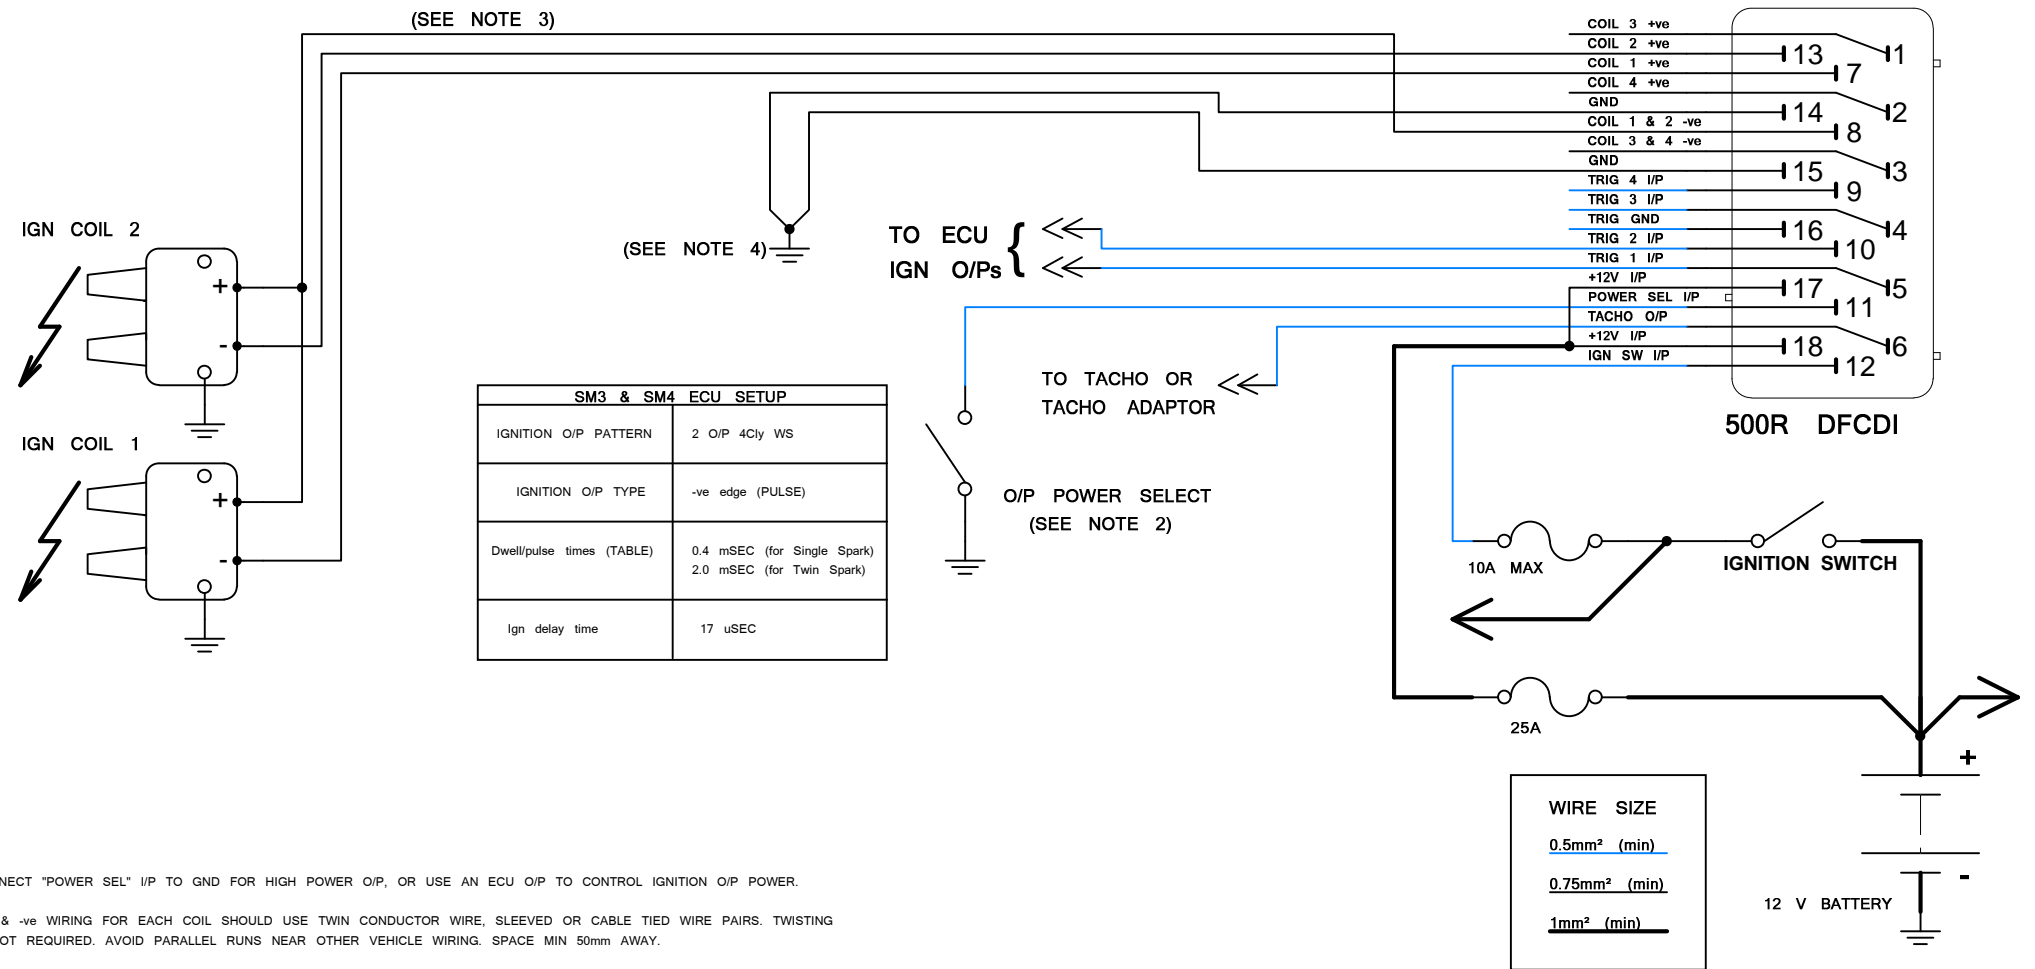 (SEE NOTE 3)
COIL 3 +ve
COIL 2 +ve
COIL 1 +ve
COIL 4 +ve
GND
COIL 1 & 2 -ve
COIL 3 & 4 -ve
GND
TRIG 4 I/P
TRIG 3 I/P
TRIG GND
TRIG 2 I/P
TRIG 1 I/P
+12V I/P
POWER SEL I/P
TACHO O/P
+12V I/P
IGN SW I/P
13 1
7
14 2
8
15 3
9
16 4
10
17 5
11
18 6
12
500R DFCDI
IGN COIL 2
+
-
IGN COIL 1
+
-
(SEE NOTE 4)
TO ECU
IGN O/Ps
{
TO TACHO OR
TACHO ADAPTOR
O/P POWER SELECT
(SEE NOTE 2)
SM3 & SM4 ECU SETUP
IGNITION O/P PATTERN 2 O/P 4Cly WS
IGNITION O/P TYPE -ve edge (PULSE)
Dwell/pulse times (TABLE) 0.4 mSEC (for Single Spark)
2.0 mSEC (for Twin Spark)
Ign delay time 17 uSEC
10A MAX
IGNITION SWITCH
25A
+
-
12 V BATTERY
WIRE SIZE
0.5mm² (min)
0.75mm² (min)
1mm² (min)
NECT "POWER SEL" I/P TO GND FOR HIGH POWER O/P, OR USE AN ECU O/P TO CONTROL IGNITION O/P POWER.
& -ve WIRING FOR EACH COIL SHOULD USE TWIN CONDUCTOR WIRE, SLEEVED OR CABLE TIED WIRE PAIRS. TWISTING
OT REQUIRED. AVOID PARALLEL RUNS NEAR OTHER VEHICLE WIRING. SPACE MIN 50mm AWAY.